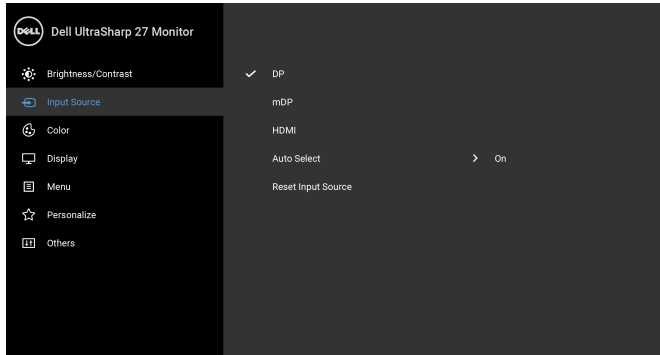 DELL Dell UltraSharp 27 Monitor
Brightness/Contrast
DP
Input Source
mDP
Color
HDMI
Display
Auto Select
On
Menu
Reset Input Source
Personalize
Others